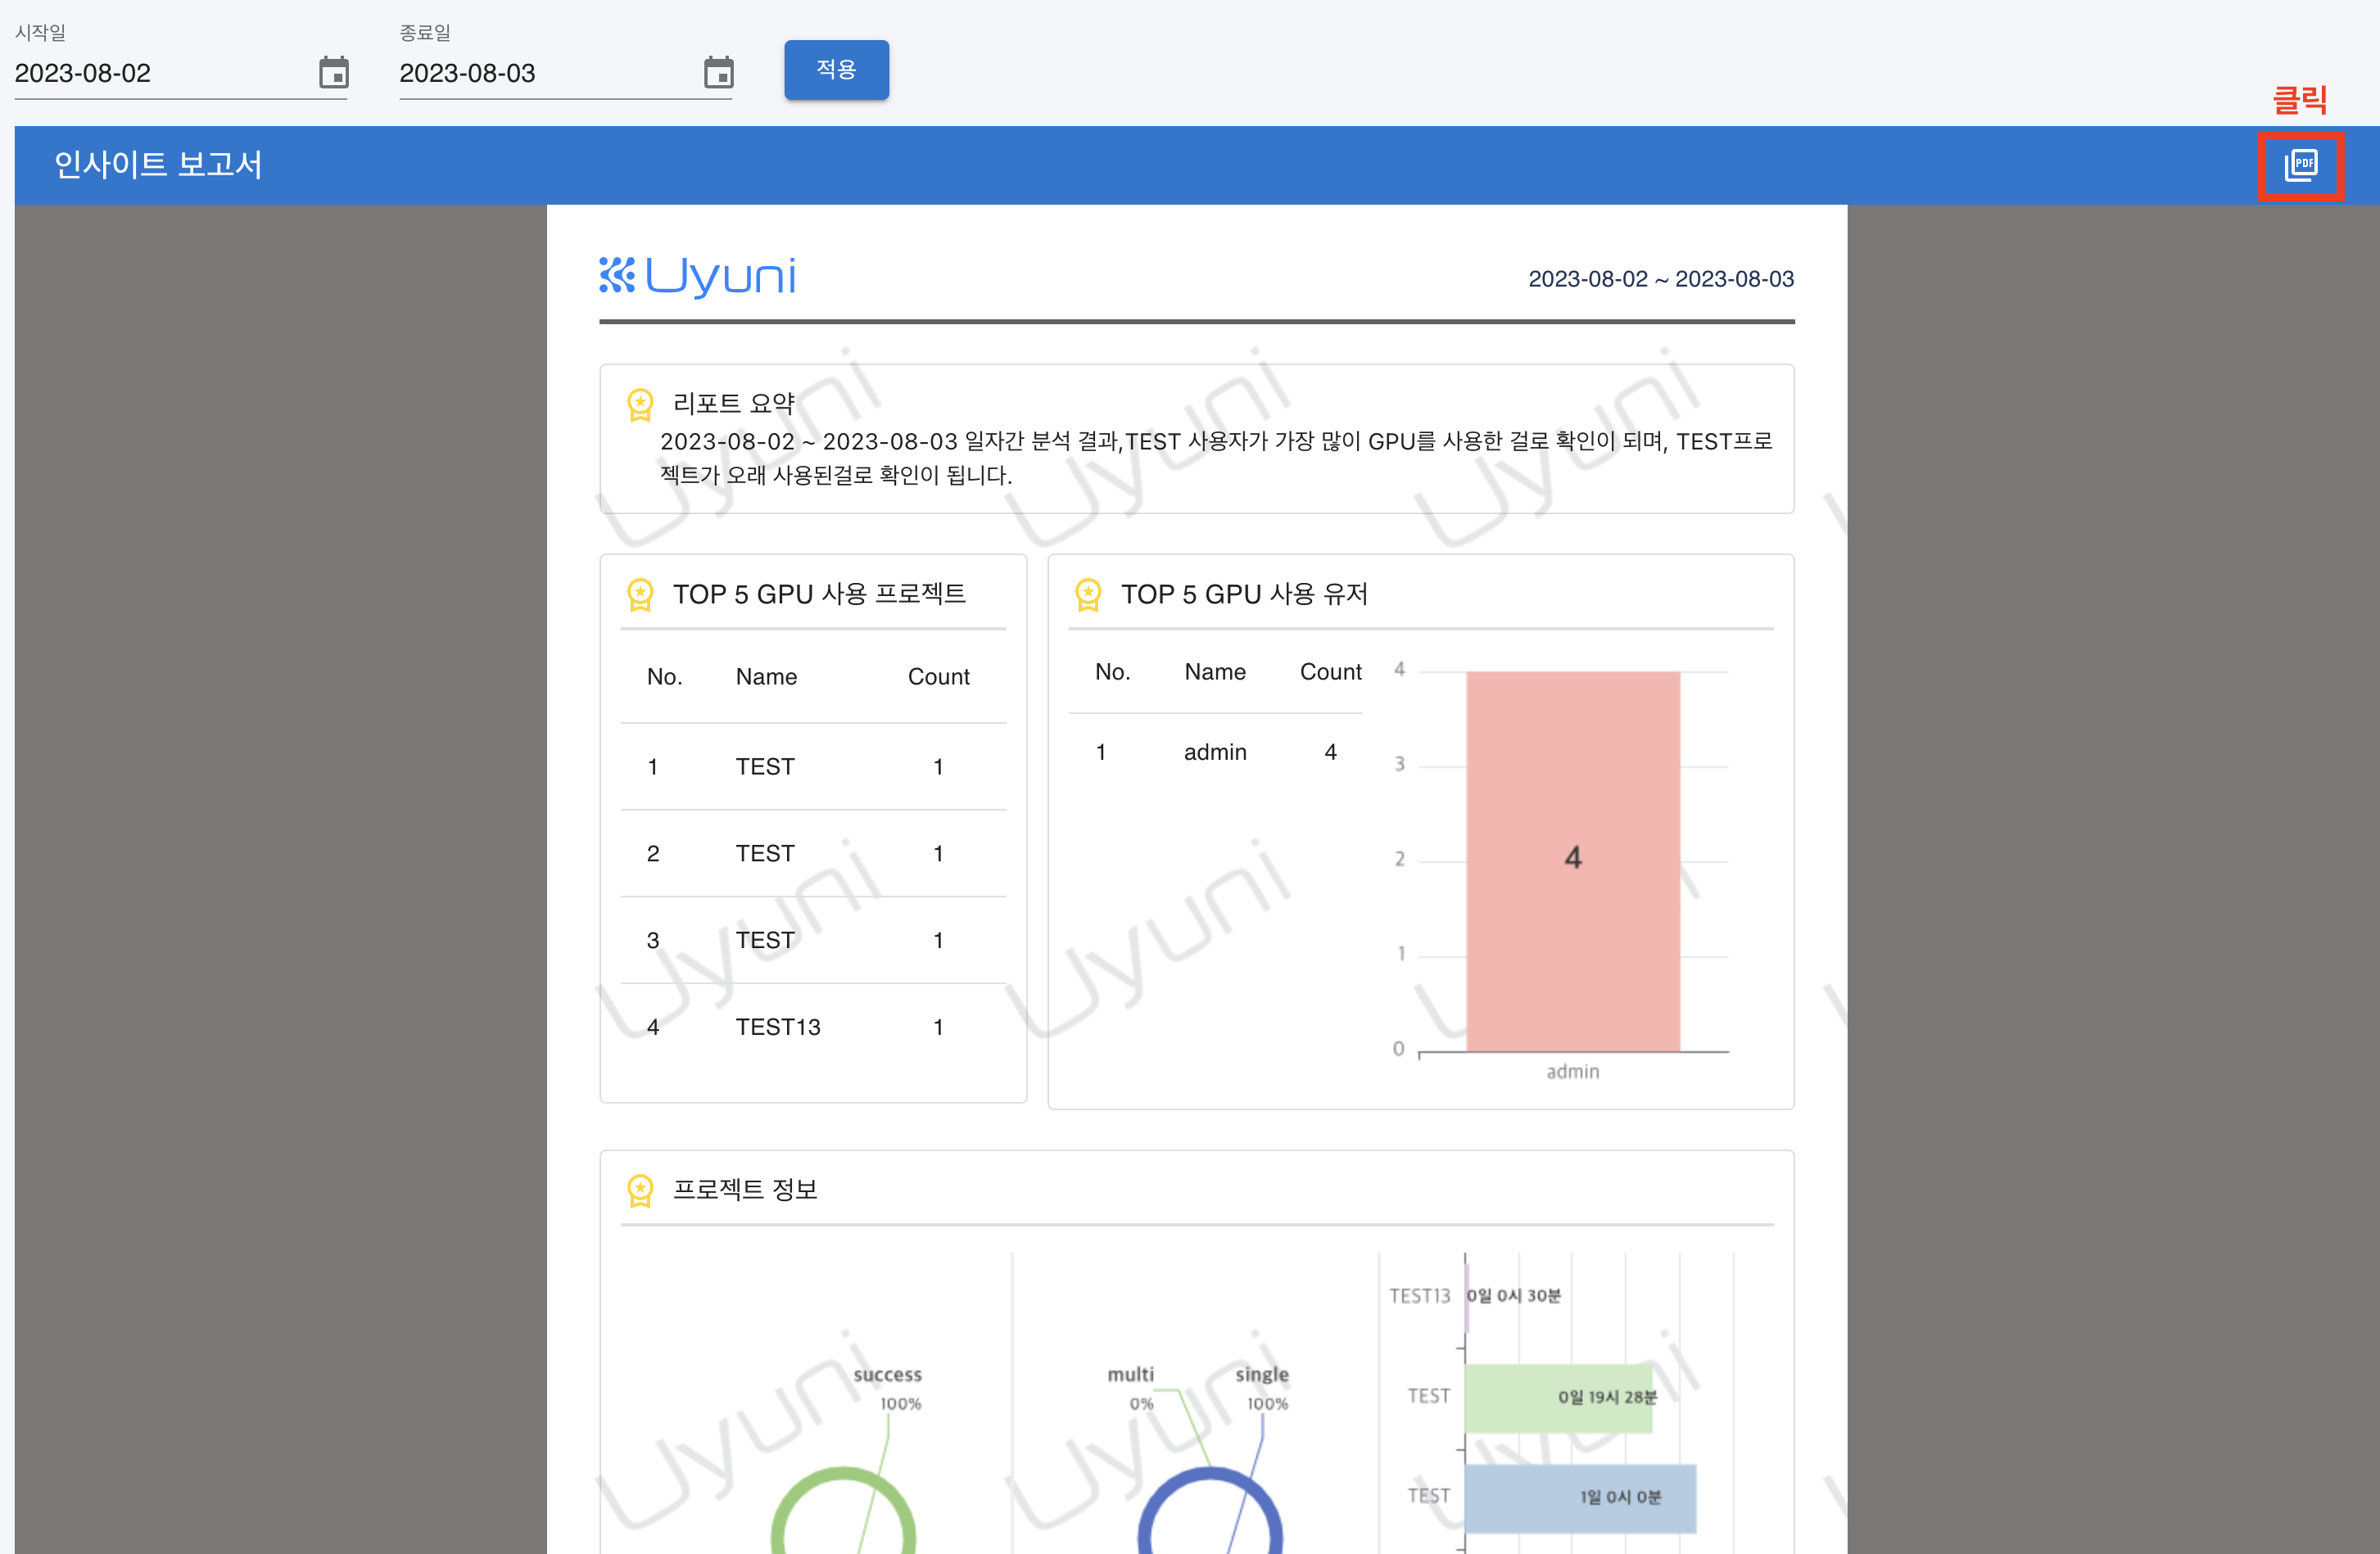 시작일
종료일
2023-08-02
2023-08-03
적용
클릭
인사이트 보고서
PDF
Uyuni
2023-08-02 ~ 2023-08-03
리포트 요약
2023-08-02 ~ 2023-08-03 일자간 분석 결과,TEST 사용자가 가장 많이 GPU를 사용한 걸로 확인이 되며, TEST프로
젝트가 오래 사용된걸로 확인이 됩니다.
Uyuni Uyuni Uyuni
TOP 5 GPU 사용 프로젝트
No. Name Count
1 TEST 1
2 TEST 1
3 TEST 1
4 TEST13 1
Uyuni Uyuni
TOP 5 GPU 사용 유저
No. Name Count
1 admin 4
4
3
2
1
0
4
admin
프로젝트 정보
success
100%
multi
0%
single
100%
TEST13 0일 0시 30분
TEST 0일 19시 28분
TEST 1일 0시 0분
Uyuni Uyuni Uyuni